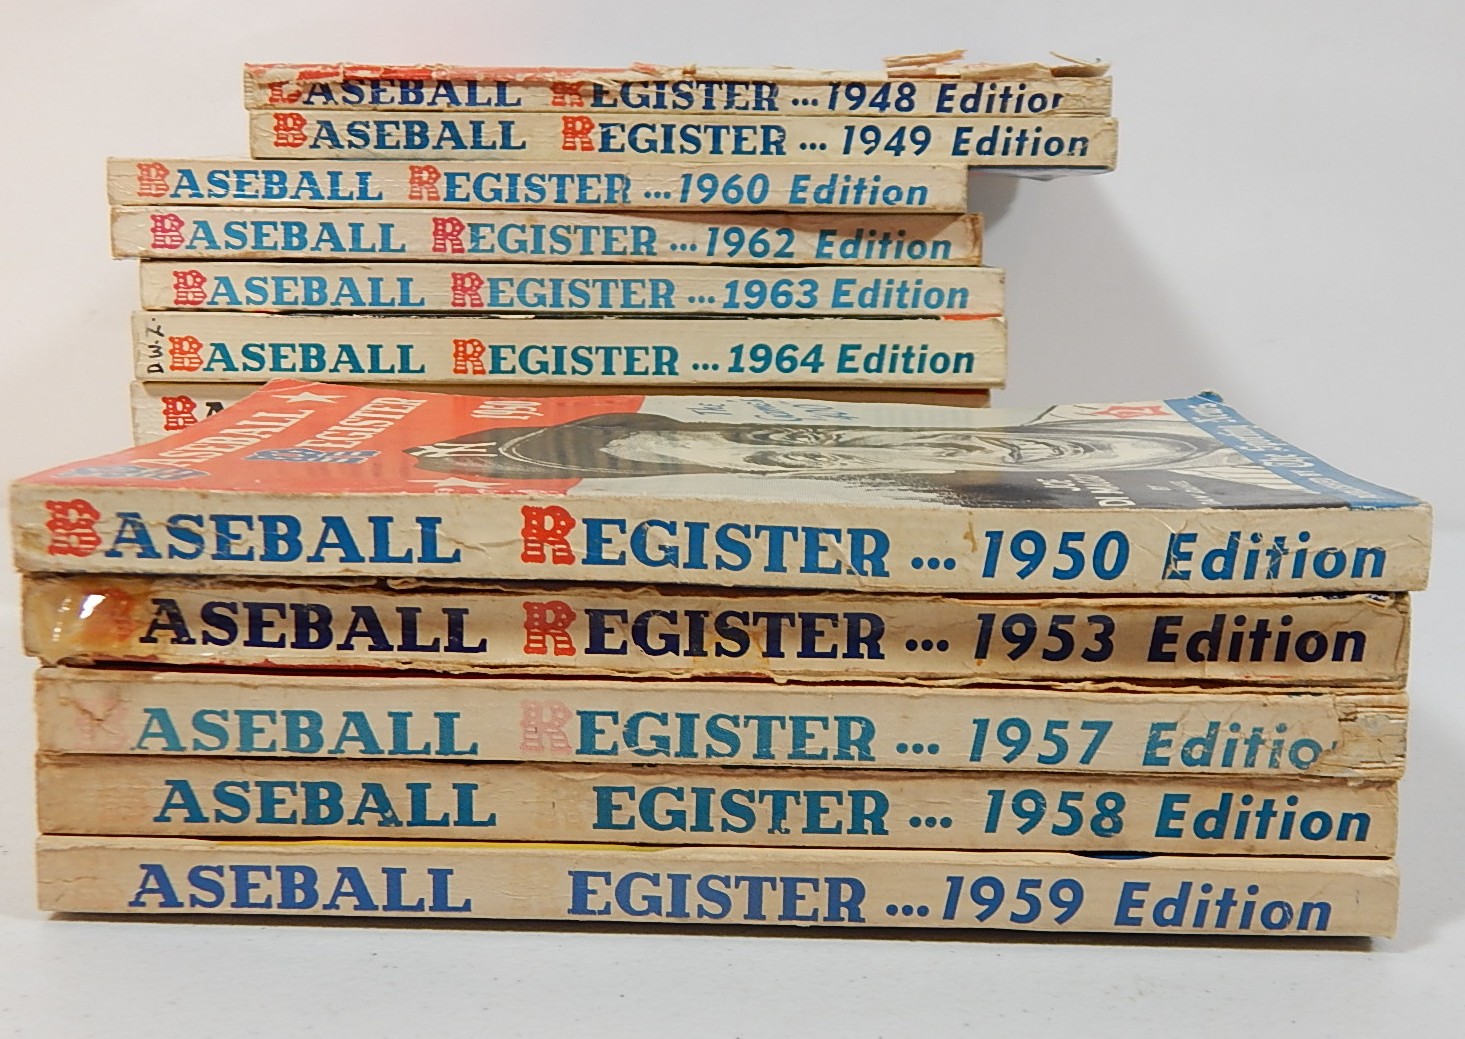 BASEBALL REGISTER ... 1948 Edition
BASEBALL REGISTER ... 1949 Edition
BASEBALL REGISTER ... 1960 Edition
BASEBALL REGISTER ... 1962 Edition
BASEBALL REGISTER ... 1963 Edition
D.W.Z. BASEBALL REGISTER ... 1964 Edition
BASEBALL
REGISTER
1950
BASEBALL REGISTER ... 1950 Edition
ASEBALL REGISTER ... 1953 Edition
ASEBALL REGISTER ... 1957 Editio
ASEBALL EGISTER ... 1958 Edition
ASEBALL EGISTER ... 1959 Edition